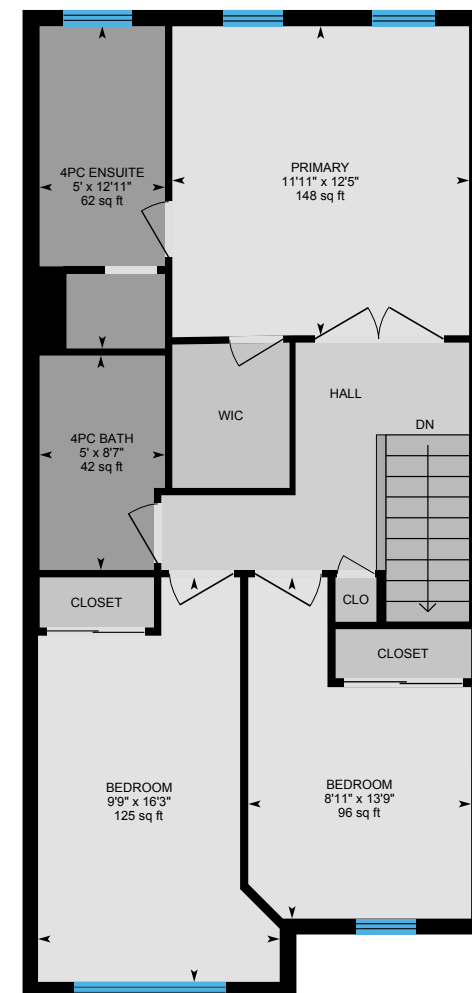 4PC ENSUITE
5' x 12'11"
62 sq ft
PRIMARY
11'11" x 12'5"
148 sq ft
HALL
WIC
DN
4PC BATH
5' x 8'7"
42 sq ft
CLOSET
CLO
CLOSET
BEDROOM
9'9" x 16'3"
125 sq ft
BEDROOM
8'11" x 13'9"
96 sq ft